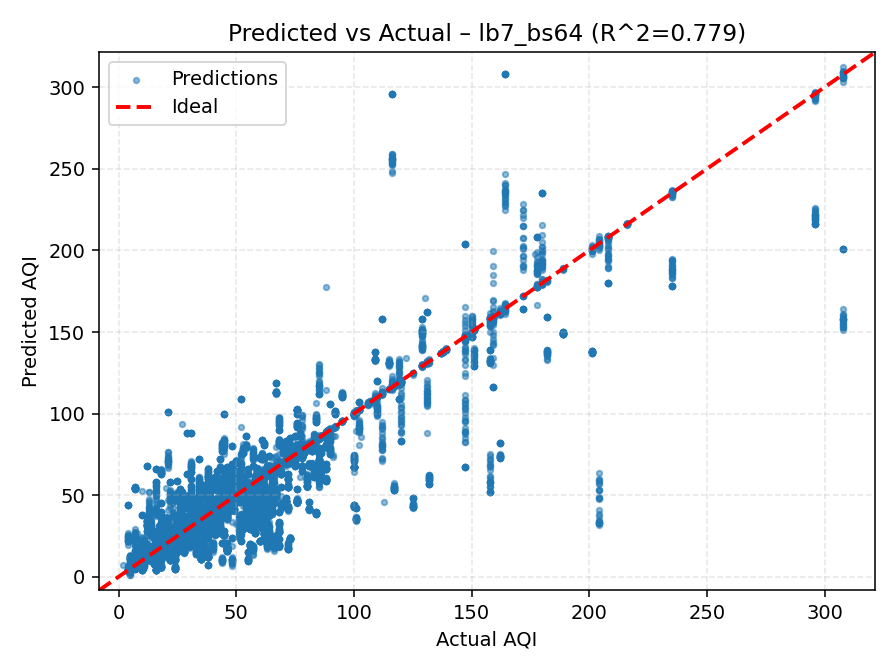 Predicted vs Actual – lb7_bs64 (R^2=0.779)
Predictions
Ideal
300
250
200
150
100
50
0
Predicted AQI
0 50 100 150 200 250 300
Actual AQI